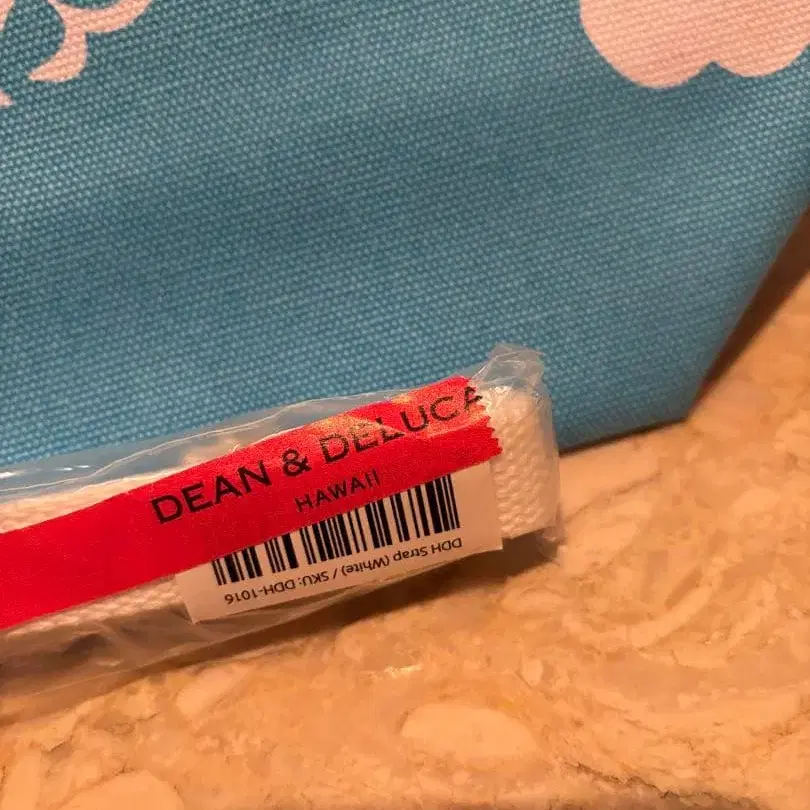 DEAN & DELUCA
HAWAII
DDH Strap (White) / SKU: DDH-1016